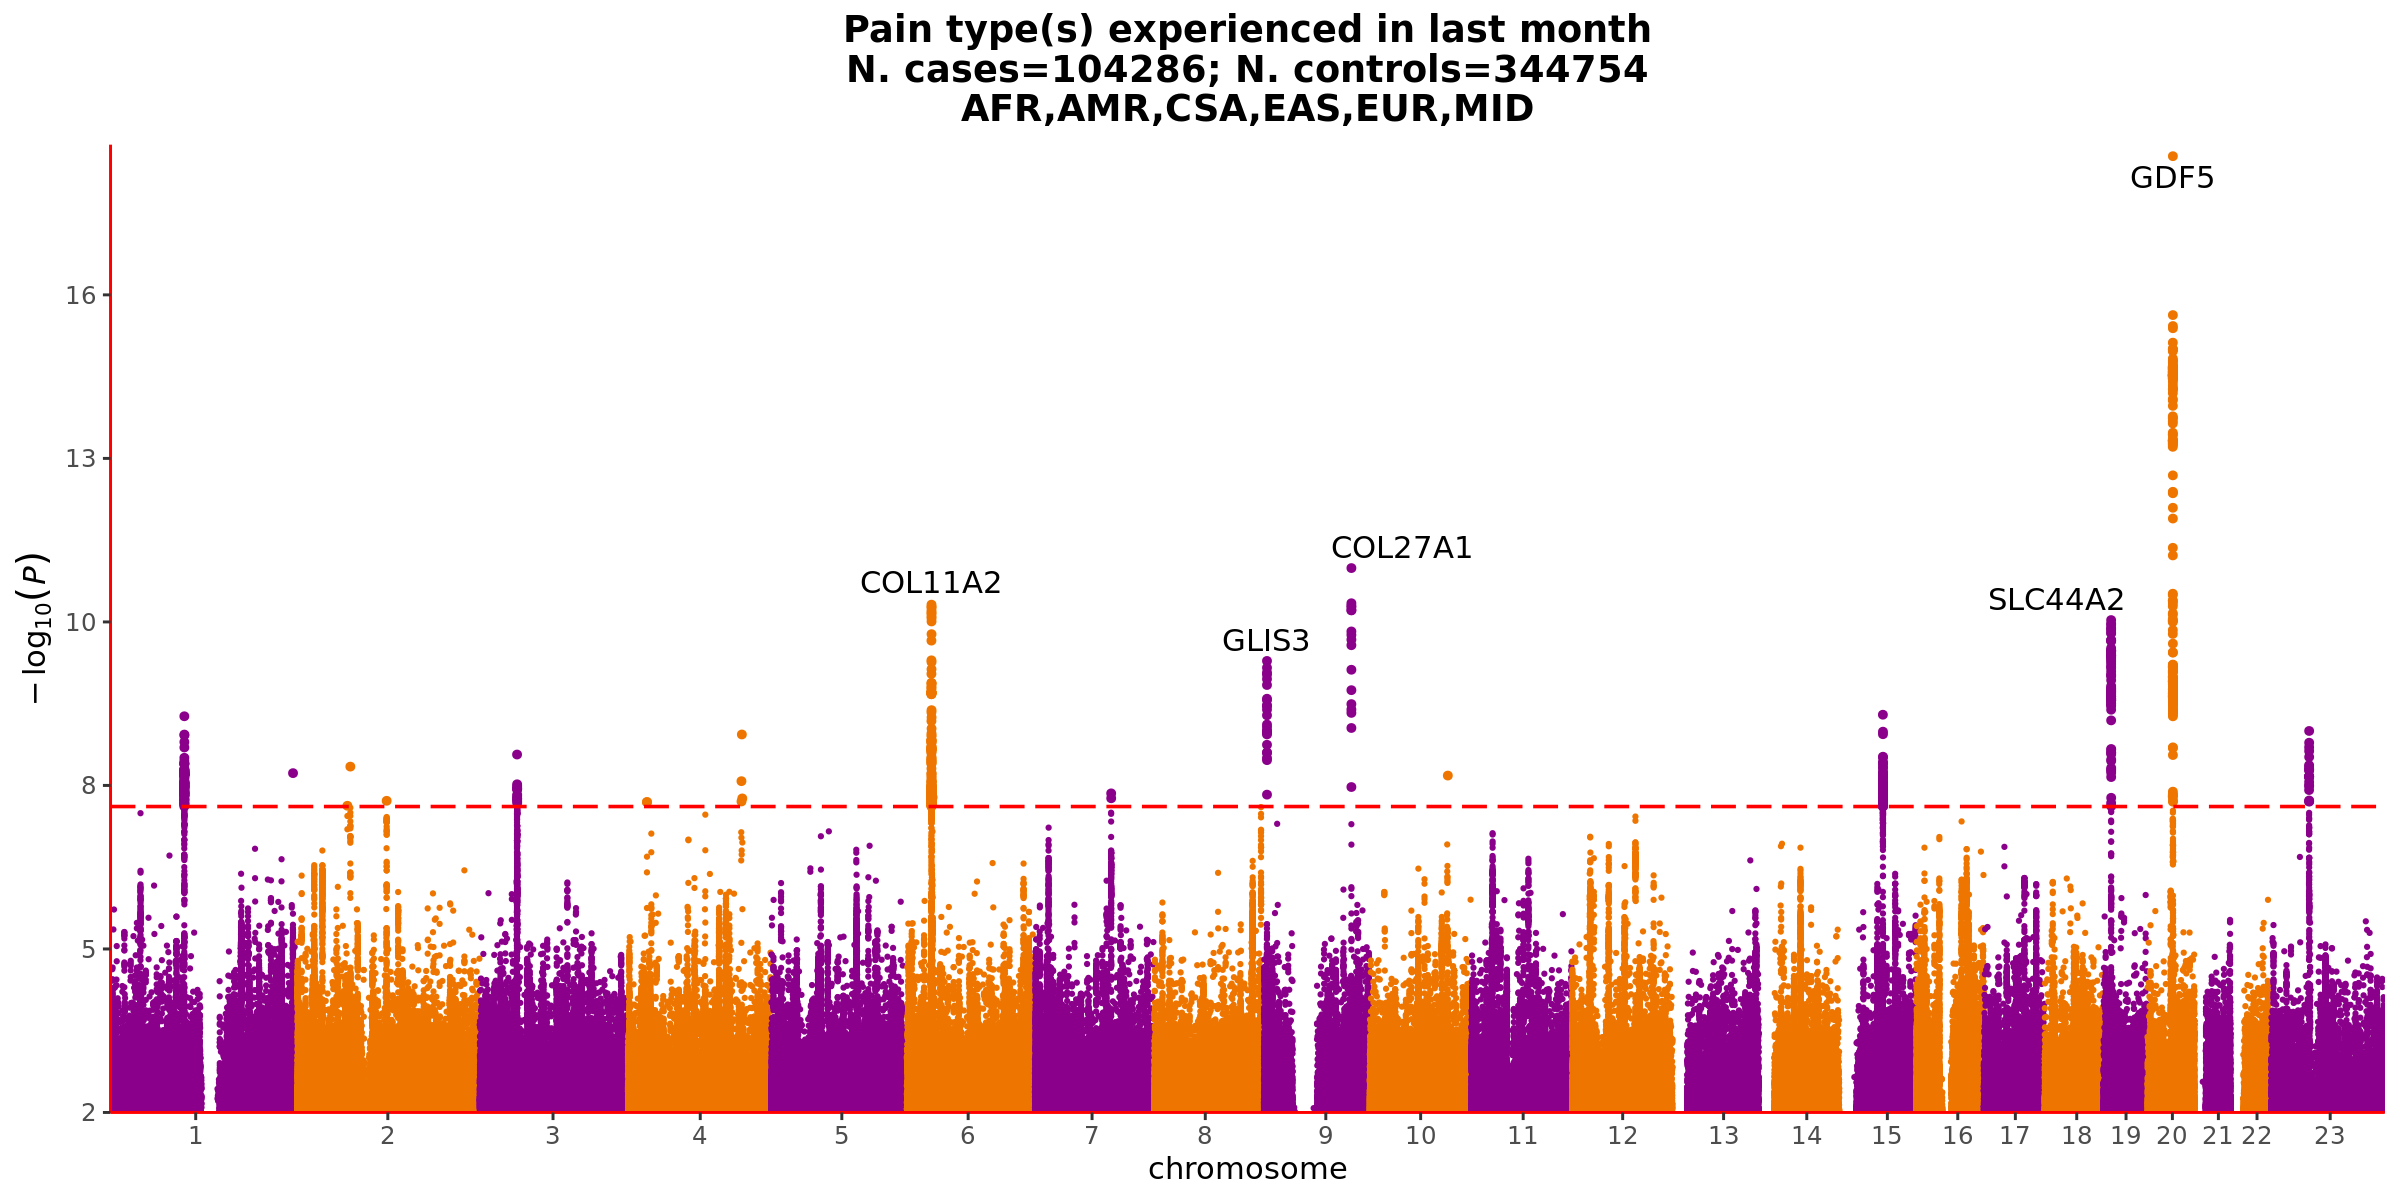 Pain type(s) experienced in last month
N. cases=104286; N. controls=344754
AFR,AMR,CSA,EAS,EUR,MID
GDF5
16
13
COL27A1
COL11A2
SLC44A2
10
GLIS3
−log10(P)
8
5
2
1 2 3 4 5 6 7 8 9 10 11 12 13 14 15 16 17 18 19 20 21 22 23
chromosome